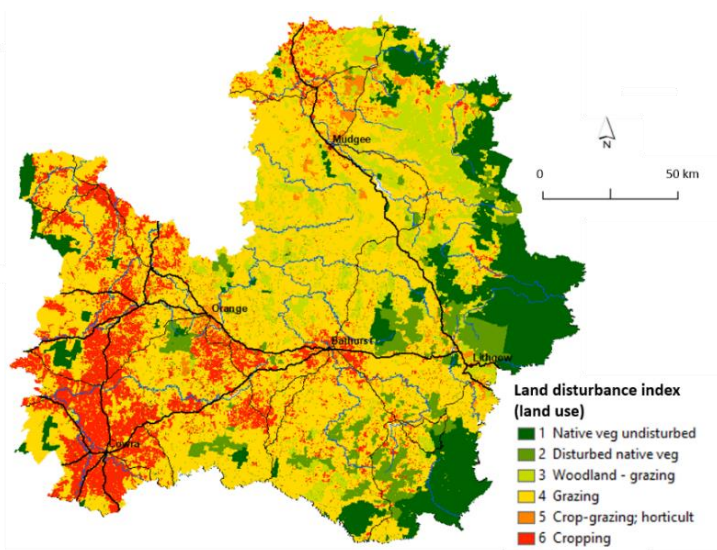 Mudgee
N
0 50 km
Orange
Bathurst
Lithgow
Cowra
Land disturbance index
(land use)
1 Native veg undisturbed
2 Disturbed native veg
3 Woodland - grazing
4 Grazing
5 Crop-grazing; horticult
6 Cropping